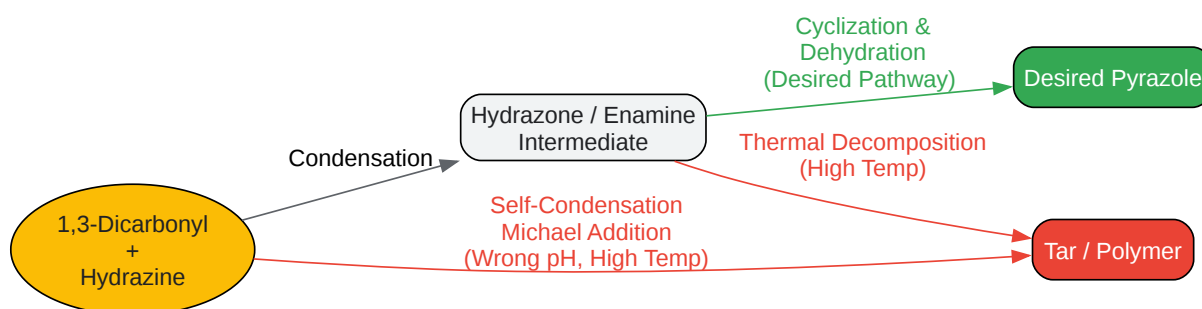 Cyclization &
Dehydration
(Desired Pathway)
Desired Pyrazole
Hydrazone / Enamine
Intermediate
Condensation
Thermal Decomposition
(High Temp)
1,3-Dicarbonyl
+
Hydrazine
Self-Condensation
Michael Addition
(Wrong pH, High Temp)
Tar / Polymer